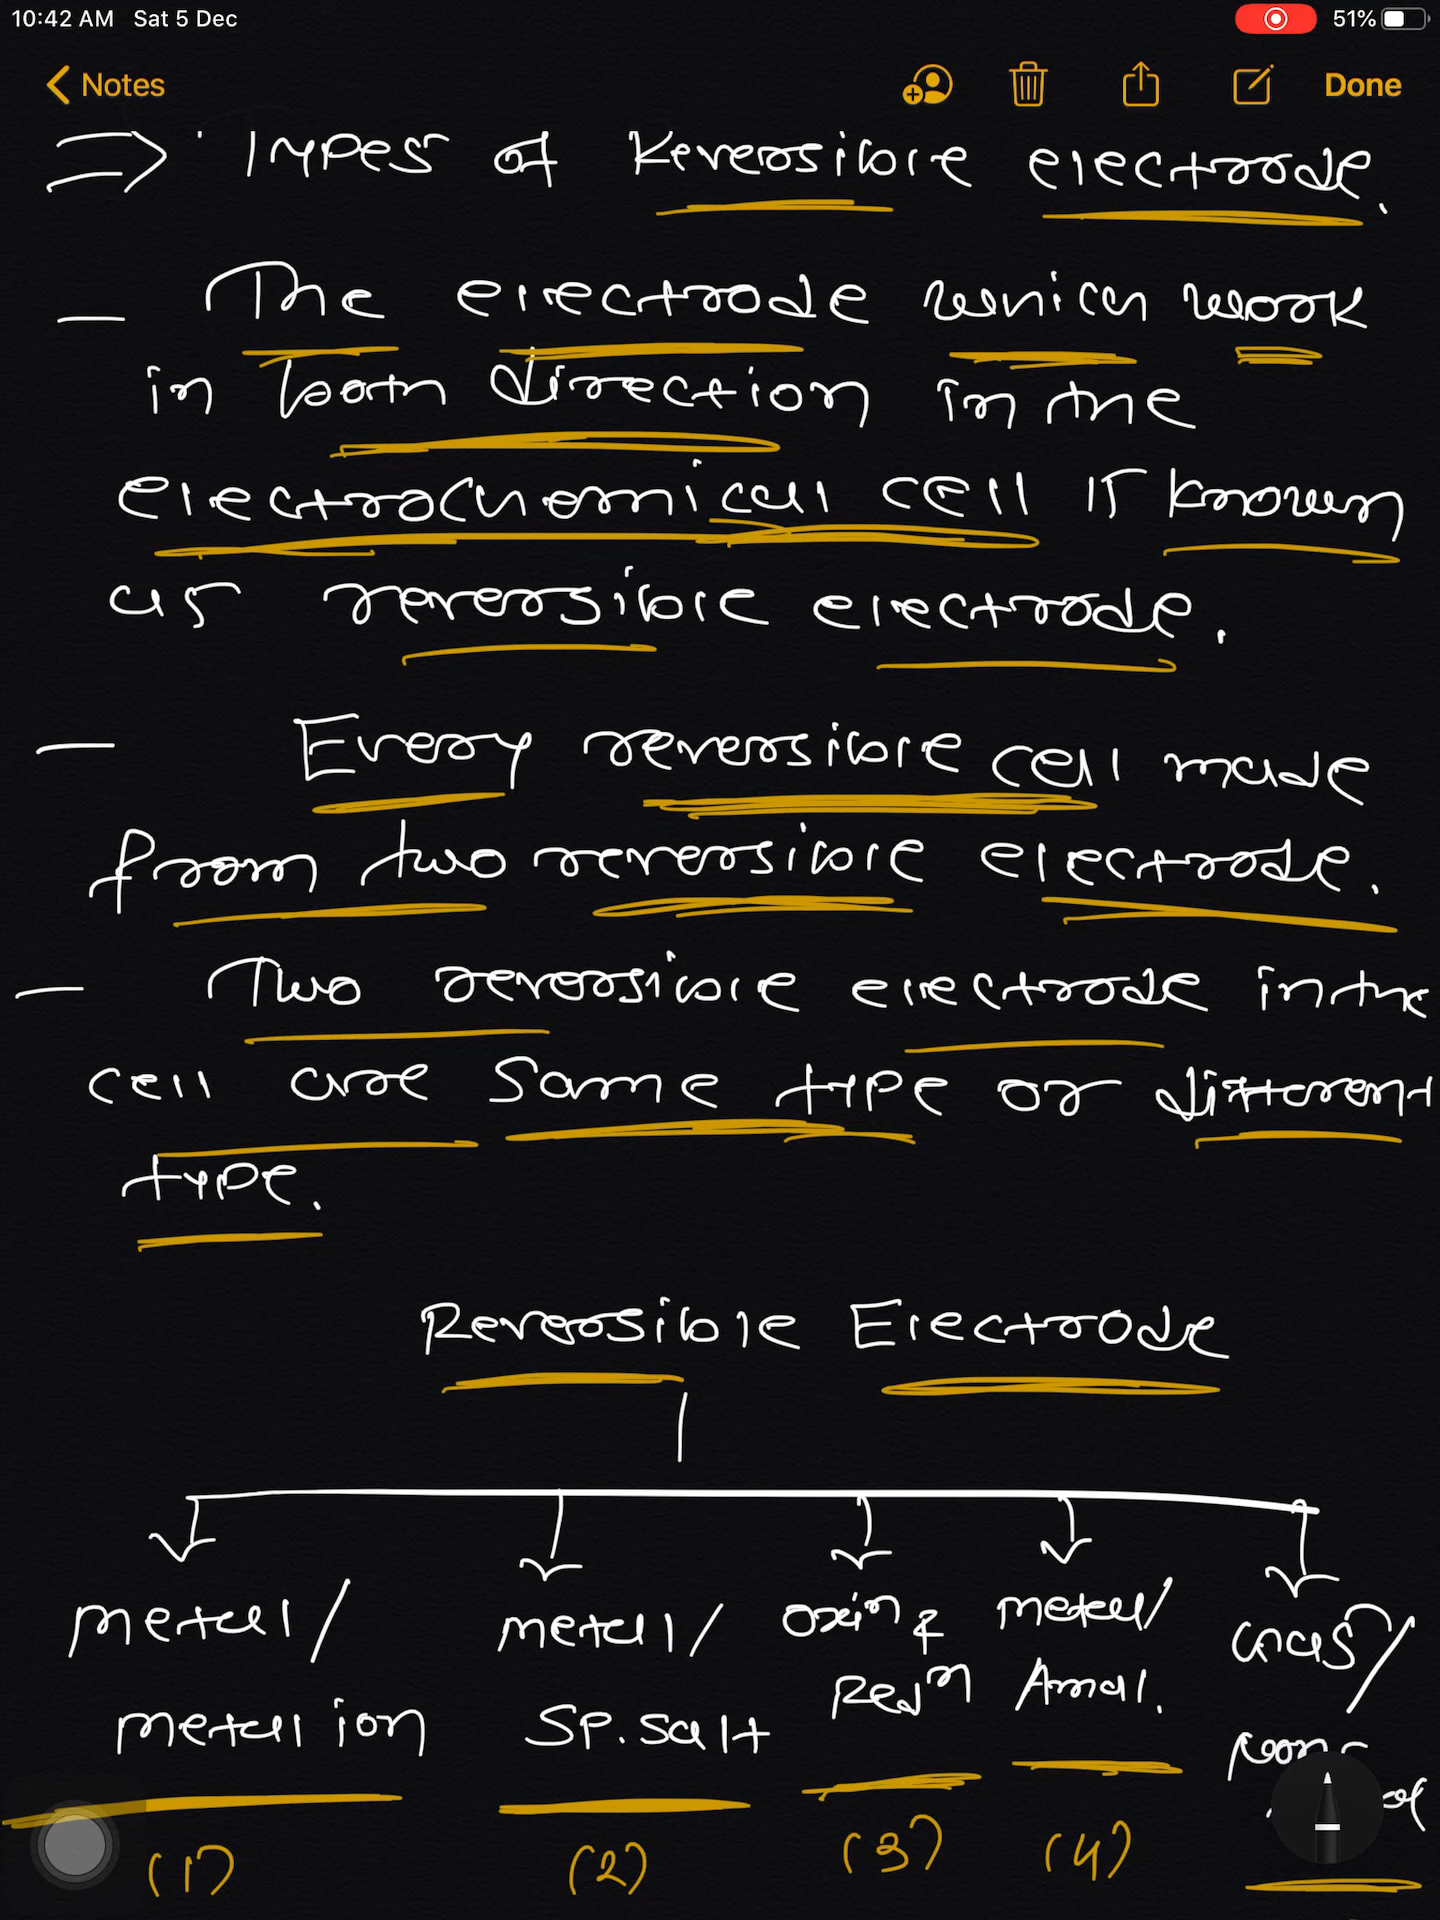 10:42 AM Sat 5 Dec 51%
Notes Done
=> Types of Reversible electrode.
- The electrode which work
in both direction in the
electrochemical cell is known
as reversible electrode.
- Every reversible cell made
from two reversible electrode.
- Two reversible electrode in the
cell are same type or different
type.
Reversible Electrode
metal/ metal/ oxiⁿ & metal/ Gas/
metal ion sp. salt Redⁿ Amal.
(1) (2) (3) (4)